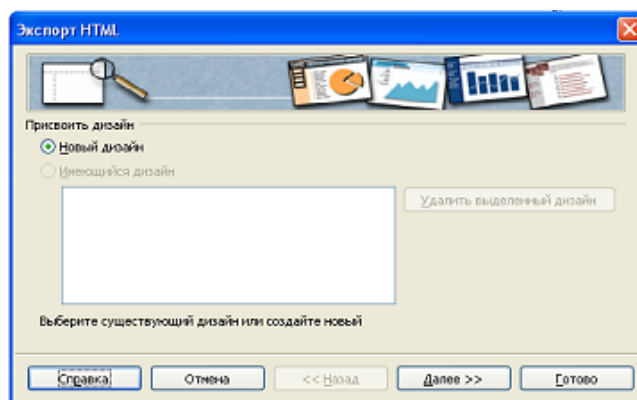 Экспорт HTML
Присвоить дизайн
Новый дизайн
Имеющийся дизайн
Удалить выделенный дизайн
Выберите существующий дизайн или создайте новый
Справка
Отмена
<< Назад
Далее >>
Готово